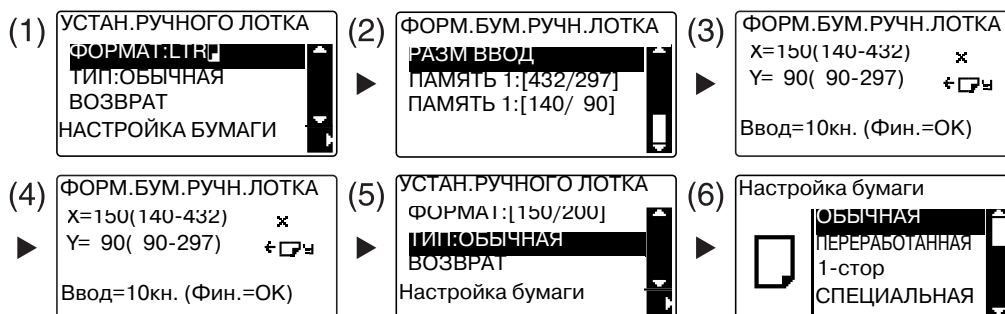 (1)
УСТАН.РУЧНОГО ЛОТКА
ФОРМАТ:LTR
ТИП:ОБЫЧНАЯ
ВОЗВРАТ
НАСТРОЙКА БУМАГИ
(2)
ФОРМ.БУМ.РУЧН.ЛОТКА
РАЗМ ВВОД
ПАМЯТЬ 1:[432/297]
ПАМЯТЬ 1:[140/ 90]
(3)
ФОРМ.БУМ.РУЧН.ЛОТКА
X=150(140-432)
x
Y= 90( 90-297)
Y
Ввод=10кн. (Фин.=OK)
(4)
ФОРМ.БУМ.РУЧН.ЛОТКА
X=150(140-432)
x
Y= 90( 90-297)
Y
Ввод=10кн. (Фин.=OK)
(5)
УСТАН.РУЧНОГО ЛОТКА
ФОРМАТ:[150/200]
ТИП:ОБЫЧНАЯ
ВОЗВРАТ
Настройка бумаги
(6)
Настройка бумаги
ОБЫЧНАЯ
ПЕРЕРАБОТАННАЯ
1-стор
СПЕЦИАЛЬНАЯ